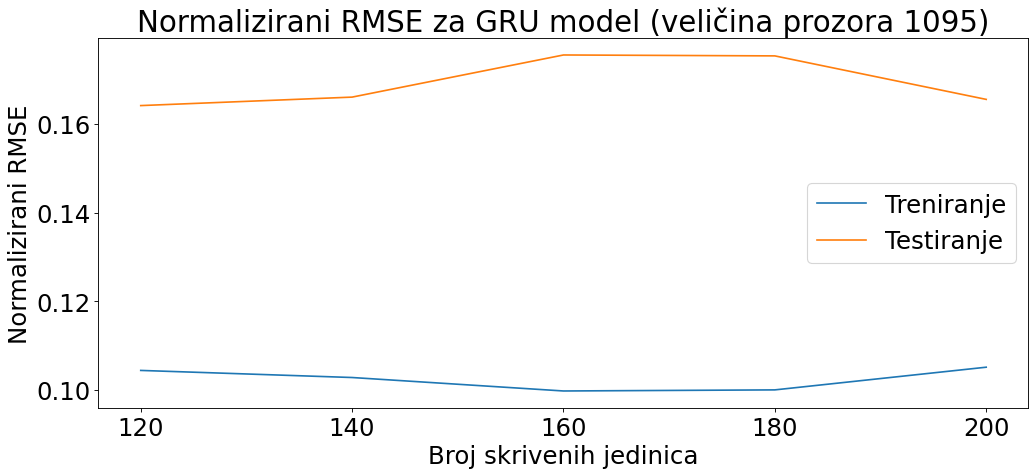 Normalizirani RMSE za GRU model (veličina prozora 1095)
Normalizirani RMSE
0.16
0.14
0.12
0.10
Treniranje
Testiranje
120 140 160 180 200
Broj skrivenih jedinica